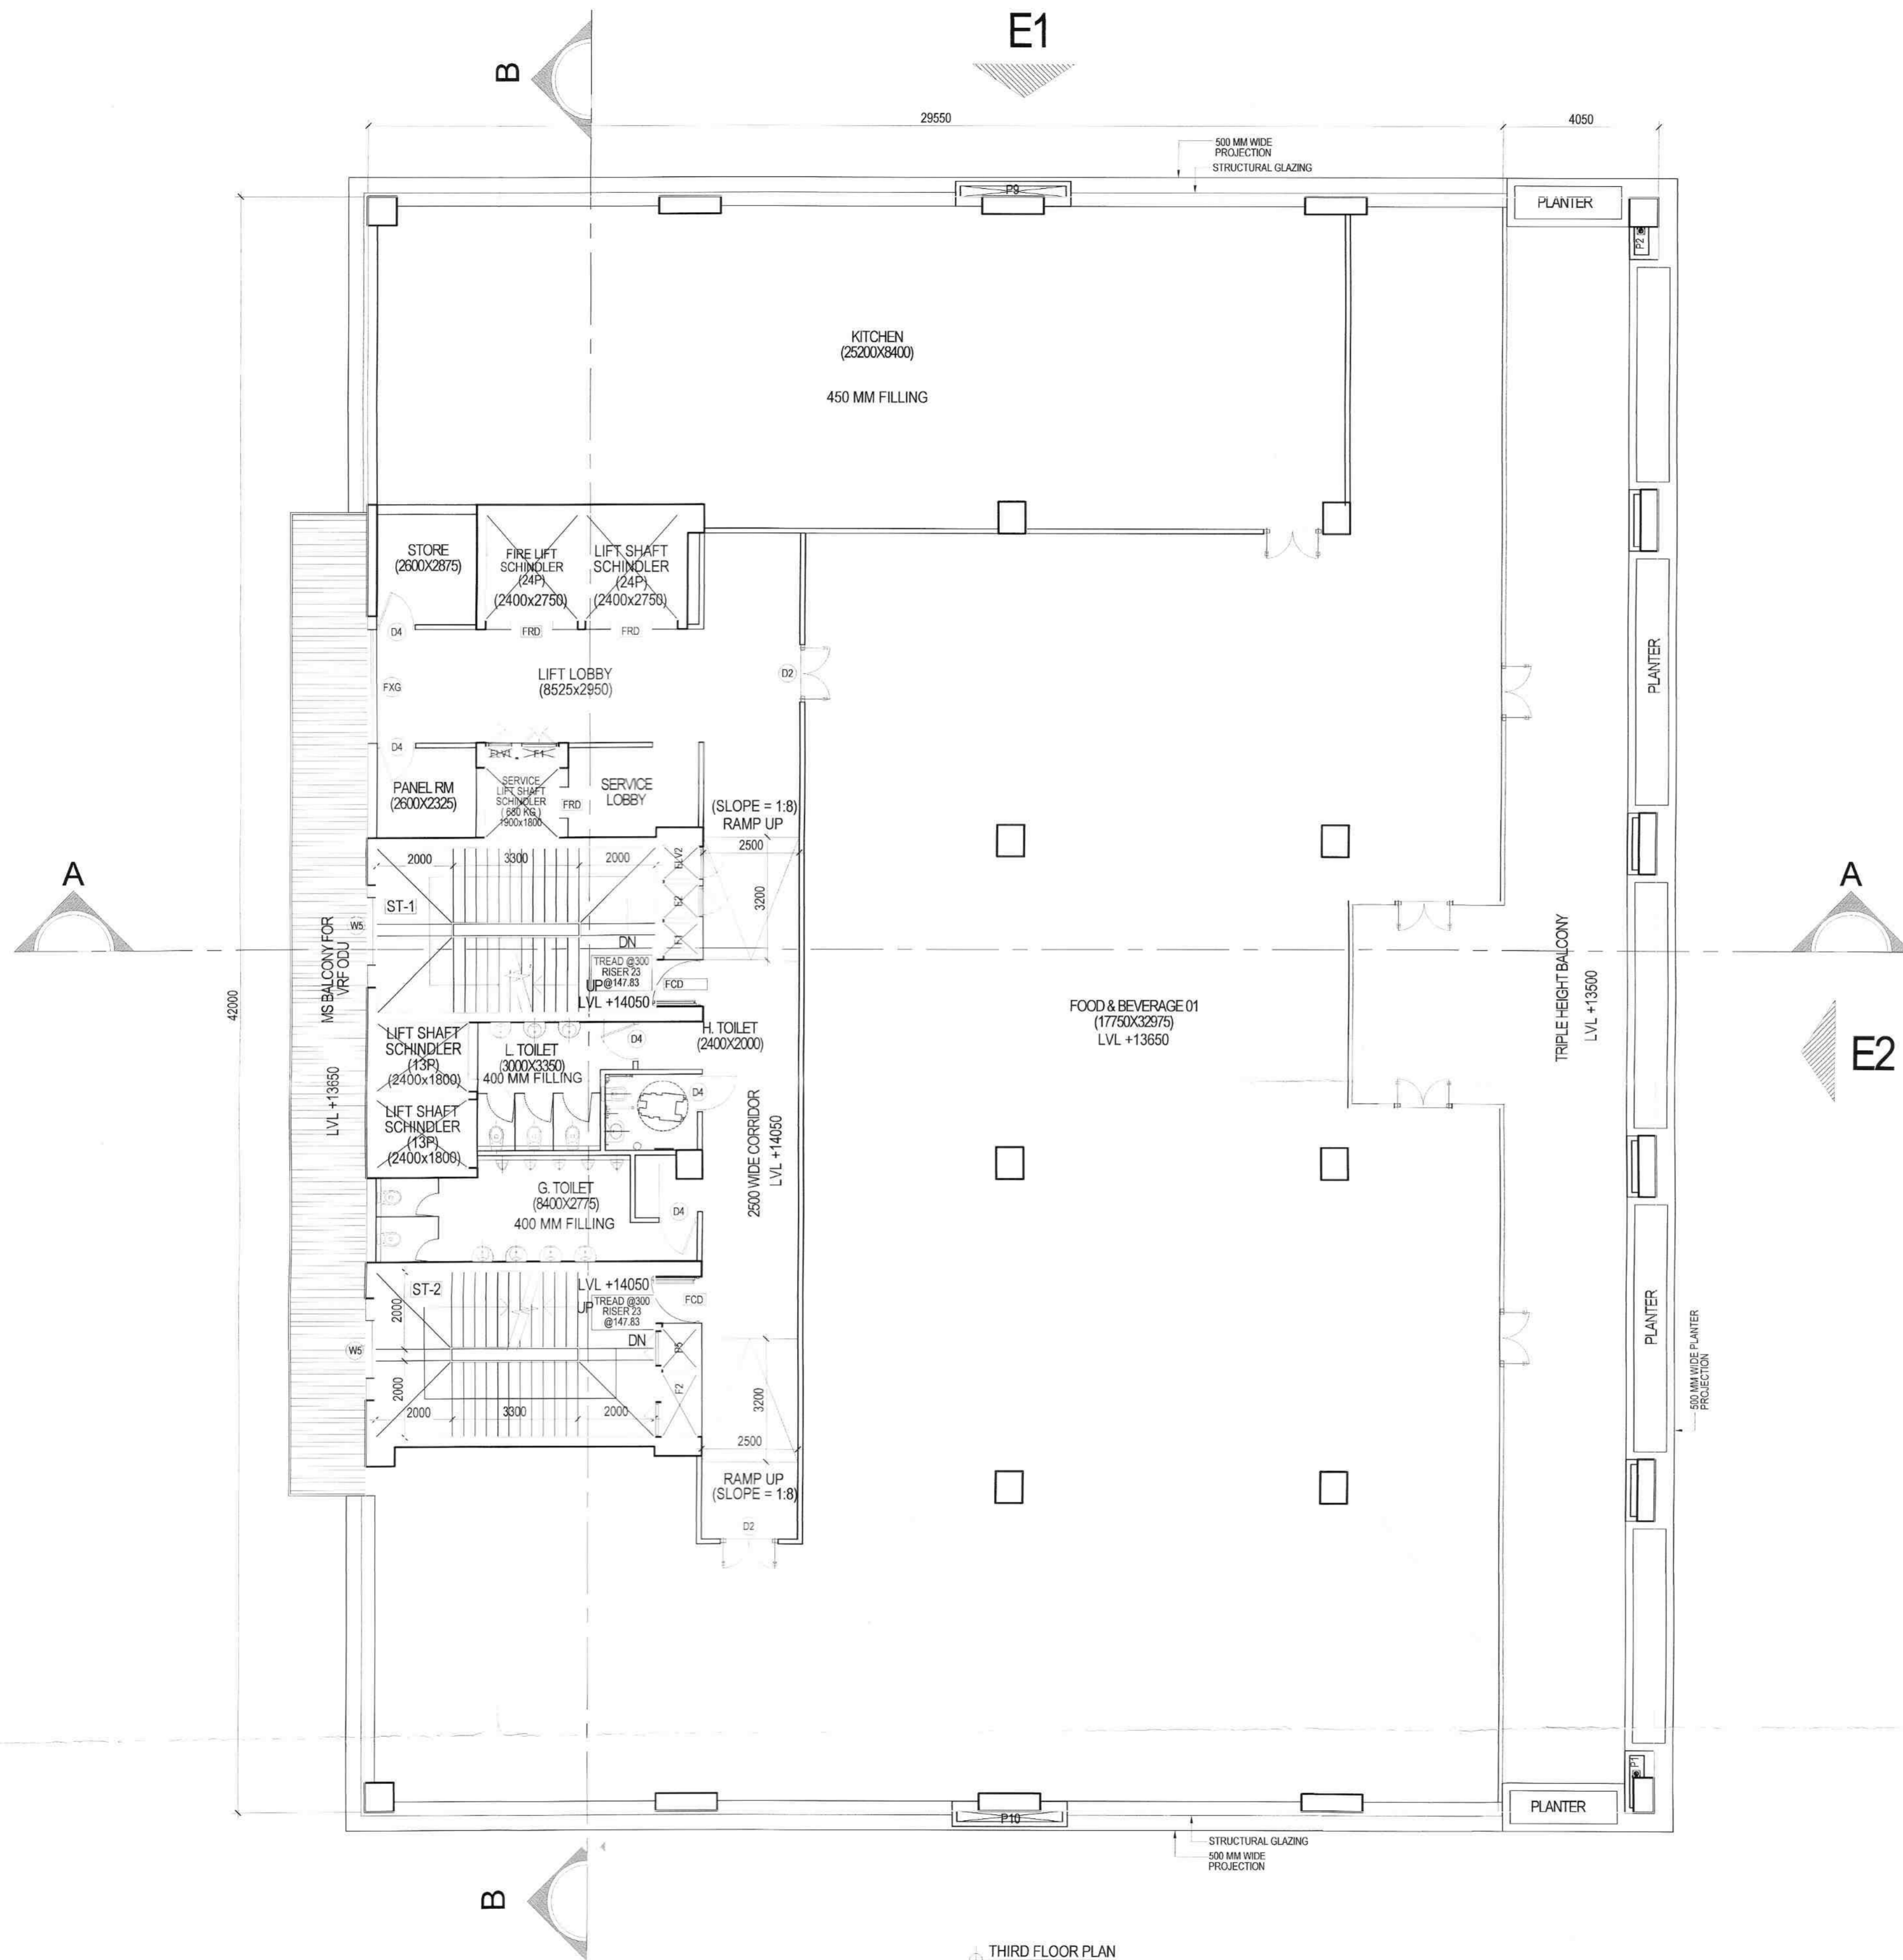 E1
B
29550
4050
500 MM WIDE
PROJECTION
STRUCTURAL GLAZING
P9
PLANTER
P2
KITCHEN
(25200X8400)
450 MM FILLING
STORE
(2600X2875)
FIRE LIFT
SCHINDLER
(24P)
(2400x2750)
LIFT SHAFT
SCHINDLER
(24P)
(2400x2750)
D4
FRD
FRD
LIFT LOBBY
(8525x2950)
D2
FXG
PLANTER
D4
ELV1
F1
PANEL RM
(2600X2325)
SERVICE
LIFT SHAFT
SCHINDLER
( 680 KG )
1900x1800
FRD
SERVICE
LOBBY
(SLOPE = 1:8)
RAMP UP
2000
3300
2000
ELV2
2500
3200
A
A
ST-1
E2
W5
DN
E1
TREAD @300
RISER 23
@147.83
UP
FCD
LVL +14050
MS BALCONY FOR
VRF ODU
LVL +13650
42000
FOOD & BEVERAGE 01
(17750X32975)
LVL +13650
TRIPLE HEIGHT BALCONY
LVL +13500
E2
LIFT SHAFT
SCHINDLER
(13P)
(2400x1800)
L. TOILET
(3000X3350)
400 MM FILLING
D4
H. TOILET
(2400X2000)
D4
LIFT SHAFT
SCHINDLER
(13P)
(2400x1800)
2500 WIDE CORRIDOR
LVL +14050
G. TOILET
(8400X2775)
400 MM FILLING
D4
ST-2
LVL +14050
UP
TREAD @300
RISER 23
@147.83
FCD
2000
DN
W5
F2
2000
2000
3300
2000
3200
2500
RAMP UP
(SLOPE = 1:8)
D2
PLANTER
500 MM WIDE PLANTER
PROJECTION
P1
P10
PLANTER
STRUCTURAL GLAZING
500 MM WIDE
PROJECTION
B
THIRD FLOOR PLAN